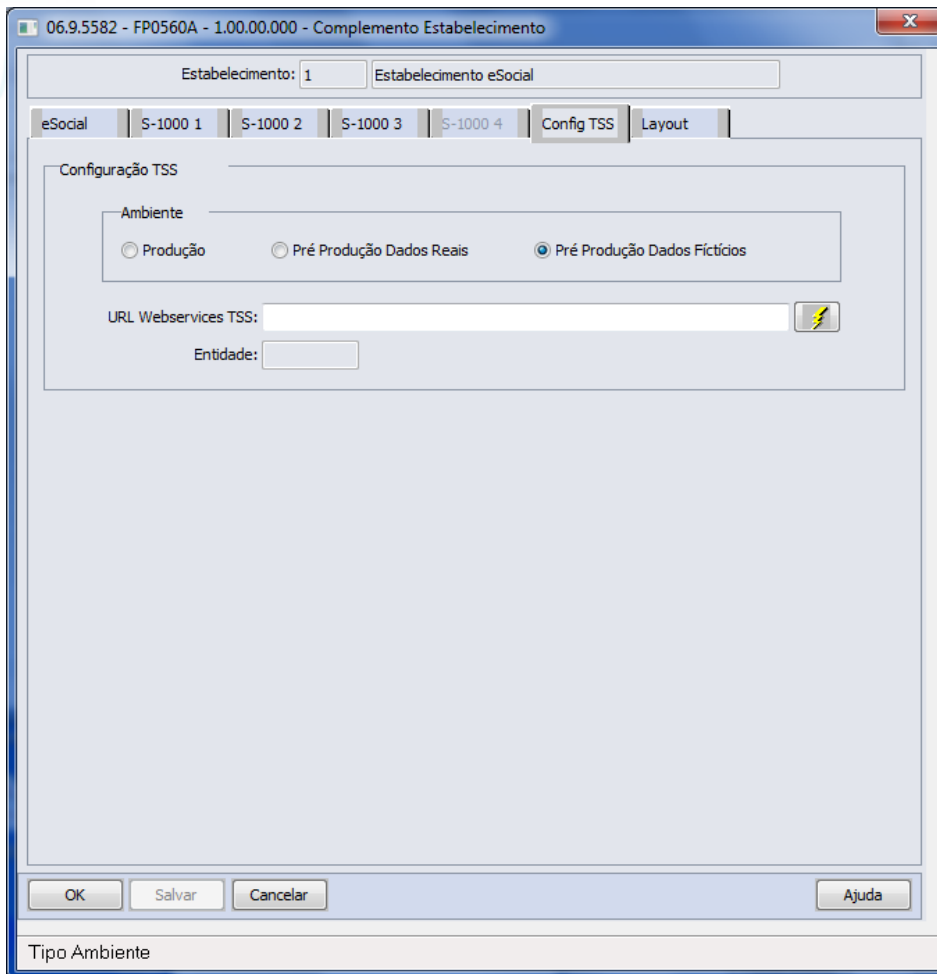 06.9.5582 - FP0560A - 1.00.00.000 - Complemento Estabelecimento
x
Estabelecimento: 1 Estabelecimento eSocial
eSocial S-1000 1 S-1000 2 S-1000 3 S-1000 4 Config TSS Layout
Configuração TSS
Ambiente
Produção Pré Produção Dados Reais Pré Produção Dados Fíctícios
URL Webservices TSS:
Entidade:
OK Salvar Cancelar Ajuda
Tipo Ambiente